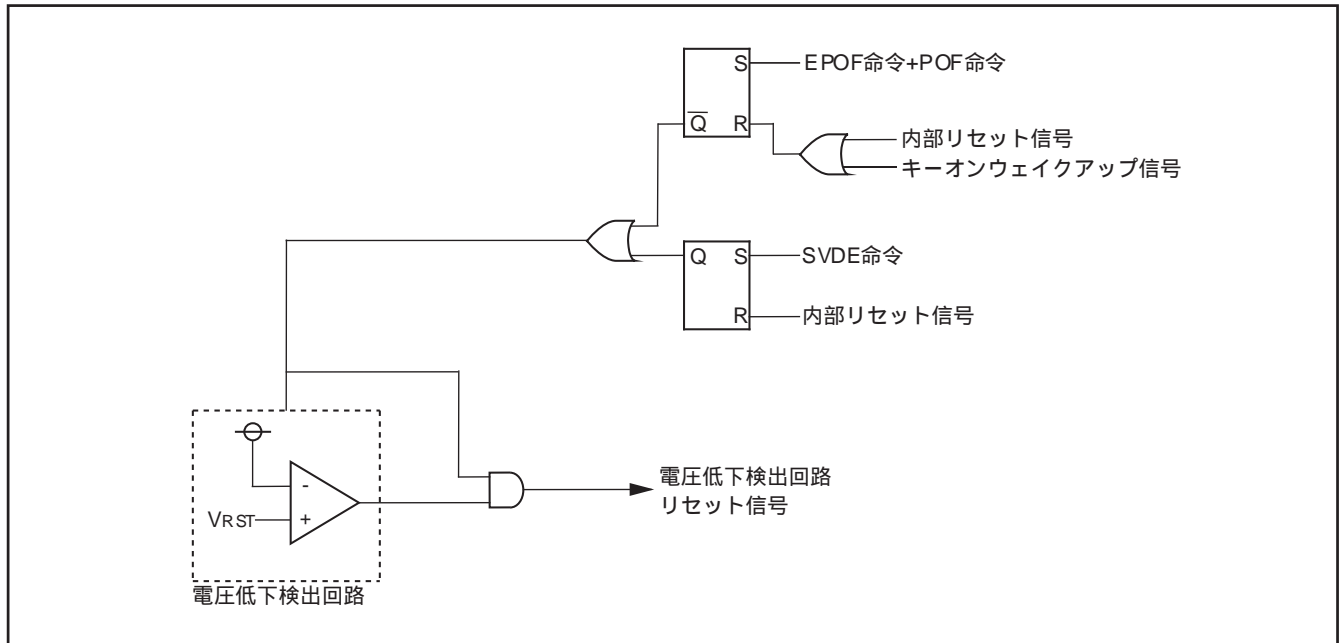 S EPOF命令+POF命令
Q R
内部リセット信号
キーオンウェイクアップ信号
Q S SVDE命令
R 内部リセット信号
-
VRST +
電圧低下検出回路
リセット信号
電圧低下検出回路